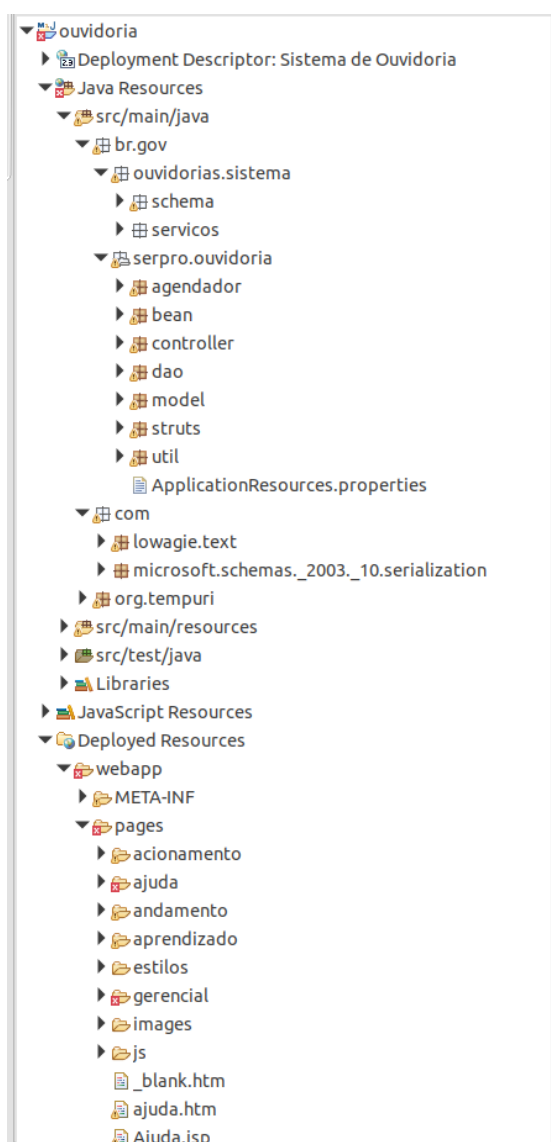 ouvidoria
Deployment Descriptor: Sistema de Ouvidoria
Java Resources
src/main/java
br.gov
ouvidorias.sistema
schema
servicos
serpro.ouvidoria
agendador
bean
controller
dao
model
struts
util
ApplicationResources.properties
com
lowagie.text
microsoft.schemas._2003._10.serialization
org.tempuri
src/main/resources
src/test/java
Libraries
JavaScript Resources
Deployed Resources
webapp
META-INF
pages
acionamento
ajuda
andamento
aprendizado
estilos
gerencial
images
js
_blank.htm
ajuda.htm
Ajuda.jsp